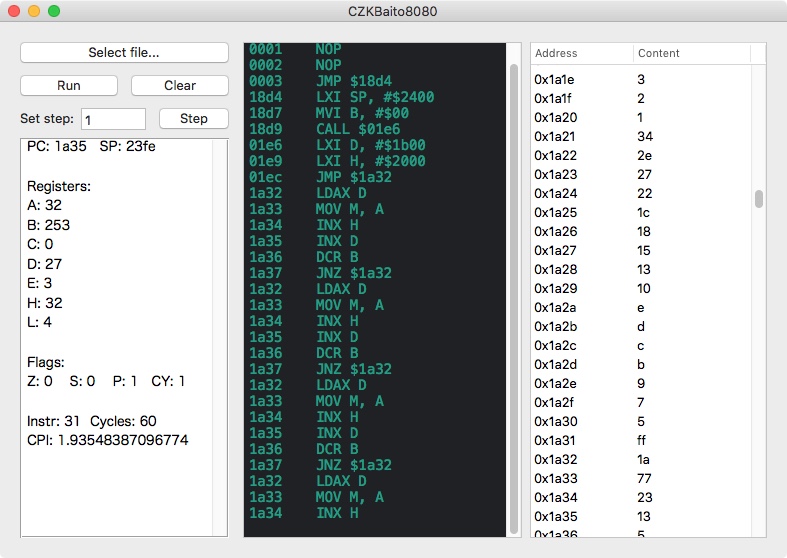 CZKBaito8080
Select file...
Run Clear
Set step: 1 Step
PC: 1a35 SP: 23fe
Registers:
A: 32
B: 253
C: 0
D: 27
E: 3
H: 32
L: 4
Flags:
Z: 0 S: 0 P: 1 CY: 1
Instr: 31 Cycles: 60
CPI: 1.93548387096774
0001 NOP
0002 NOP
0003 JMP $18d4
18d4 LXI SP, #$2400
18d7 MVI B, #$00
18d9 CALL $01e6
01e6 LXI D, #$1b00
01e9 LXI H, #$2000
01ec JMP $1a32
1a32 LDAX D
1a33 MOV M, A
1a34 INX H
1a35 INX D
1a36 DCR B
1a37 JNZ $1a32
1a32 LDAX D
1a33 MOV M, A
1a34 INX H
1a35 INX D
1a36 DCR B
1a37 JNZ $1a32
1a32 LDAX D
1a33 MOV M, A
1a34 INX H
1a35 INX D
1a36 DCR B
1a37 JNZ $1a32
1a32 LDAX D
1a33 MOV M, A
1a34 INX H
Address Content
0x1a1e 3
0x1a1f 2
0x1a20 1
0x1a21 34
0x1a22 2e
0x1a23 27
0x1a24 22
0x1a25 1c
0x1a26 18
0x1a27 15
0x1a28 13
0x1a29 10
0x1a2a e
0x1a2b d
0x1a2c c
0x1a2d b
0x1a2e 9
0x1a2f 7
0x1a30 5
0x1a31 ff
0x1a32 1a
0x1a33 77
0x1a34 23
0x1a35 13
0x1a36 5